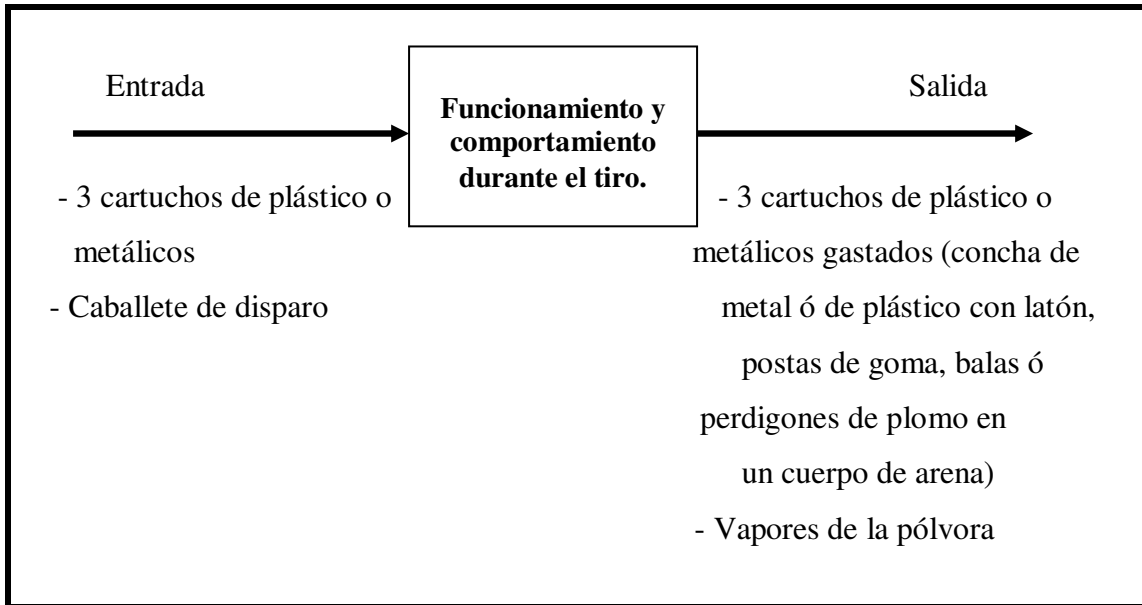 Entrada
Funcionamiento y
comportamiento
durante el tiro.
Salida
- 3 cartuchos de plástico o
metálicos
- Caballete de disparo
- 3 cartuchos de plástico o
metálicos gastados (concha de
metal ó de plástico con latón,
postas de goma, balas ó
perdigones de plomo en
un cuerpo de arena)
- Vapores de la pólvora